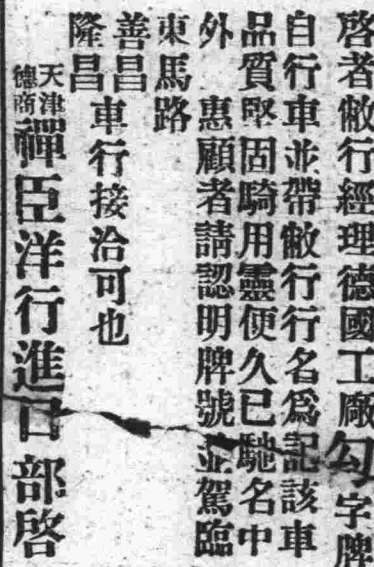 啓者敝行經理德國工廠勾字牌
自行車並帶敝行行名爲記該車
品質堅固騎用靈便久已馳名中
外　惠顧者請認明牌號並駕臨
東馬路
善昌
隆昌
車行接洽可也
天津
德商
禪臣洋行進口部啓